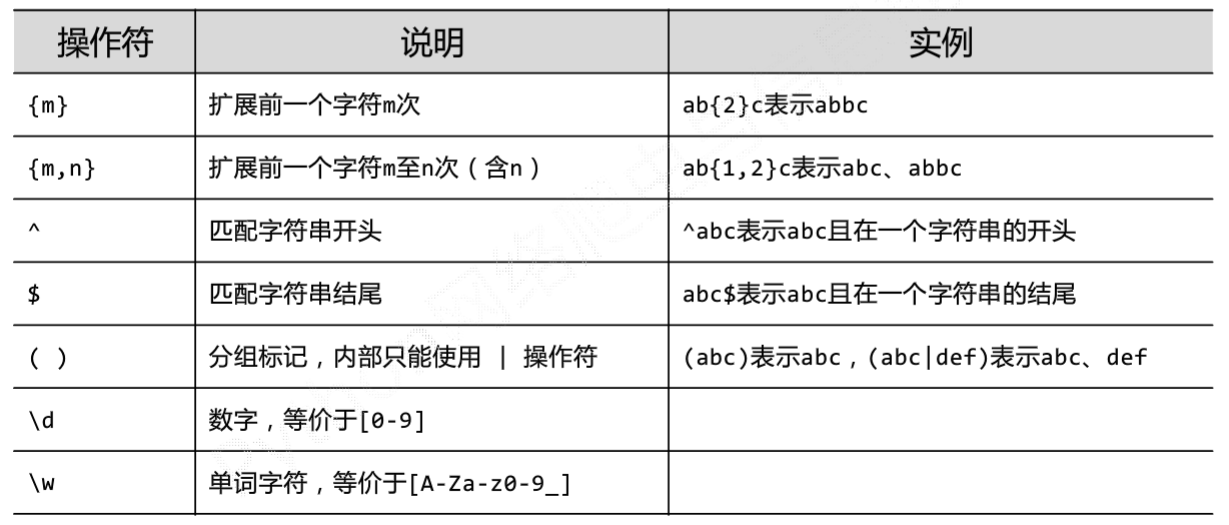 操作符 说明 实例
{m} 扩展前一个字符m次 ab{2}c表示abbc
{m,n} 扩展前一个字符m至n次（含n） ab{1,2}c表示abc、abbc
^ 匹配字符串开头 ^abc表示abc且在一个字符串的开头
$ 匹配字符串结尾 abc$表示abc且在一个字符串的结尾
( ) 分组标记，内部只能使用 | 操作符 (abc)表示abc，(abc|def)表示abc、def
\d 数字，等价于[0-9]
\w 单词字符，等价于[A-Za-z0-9_]